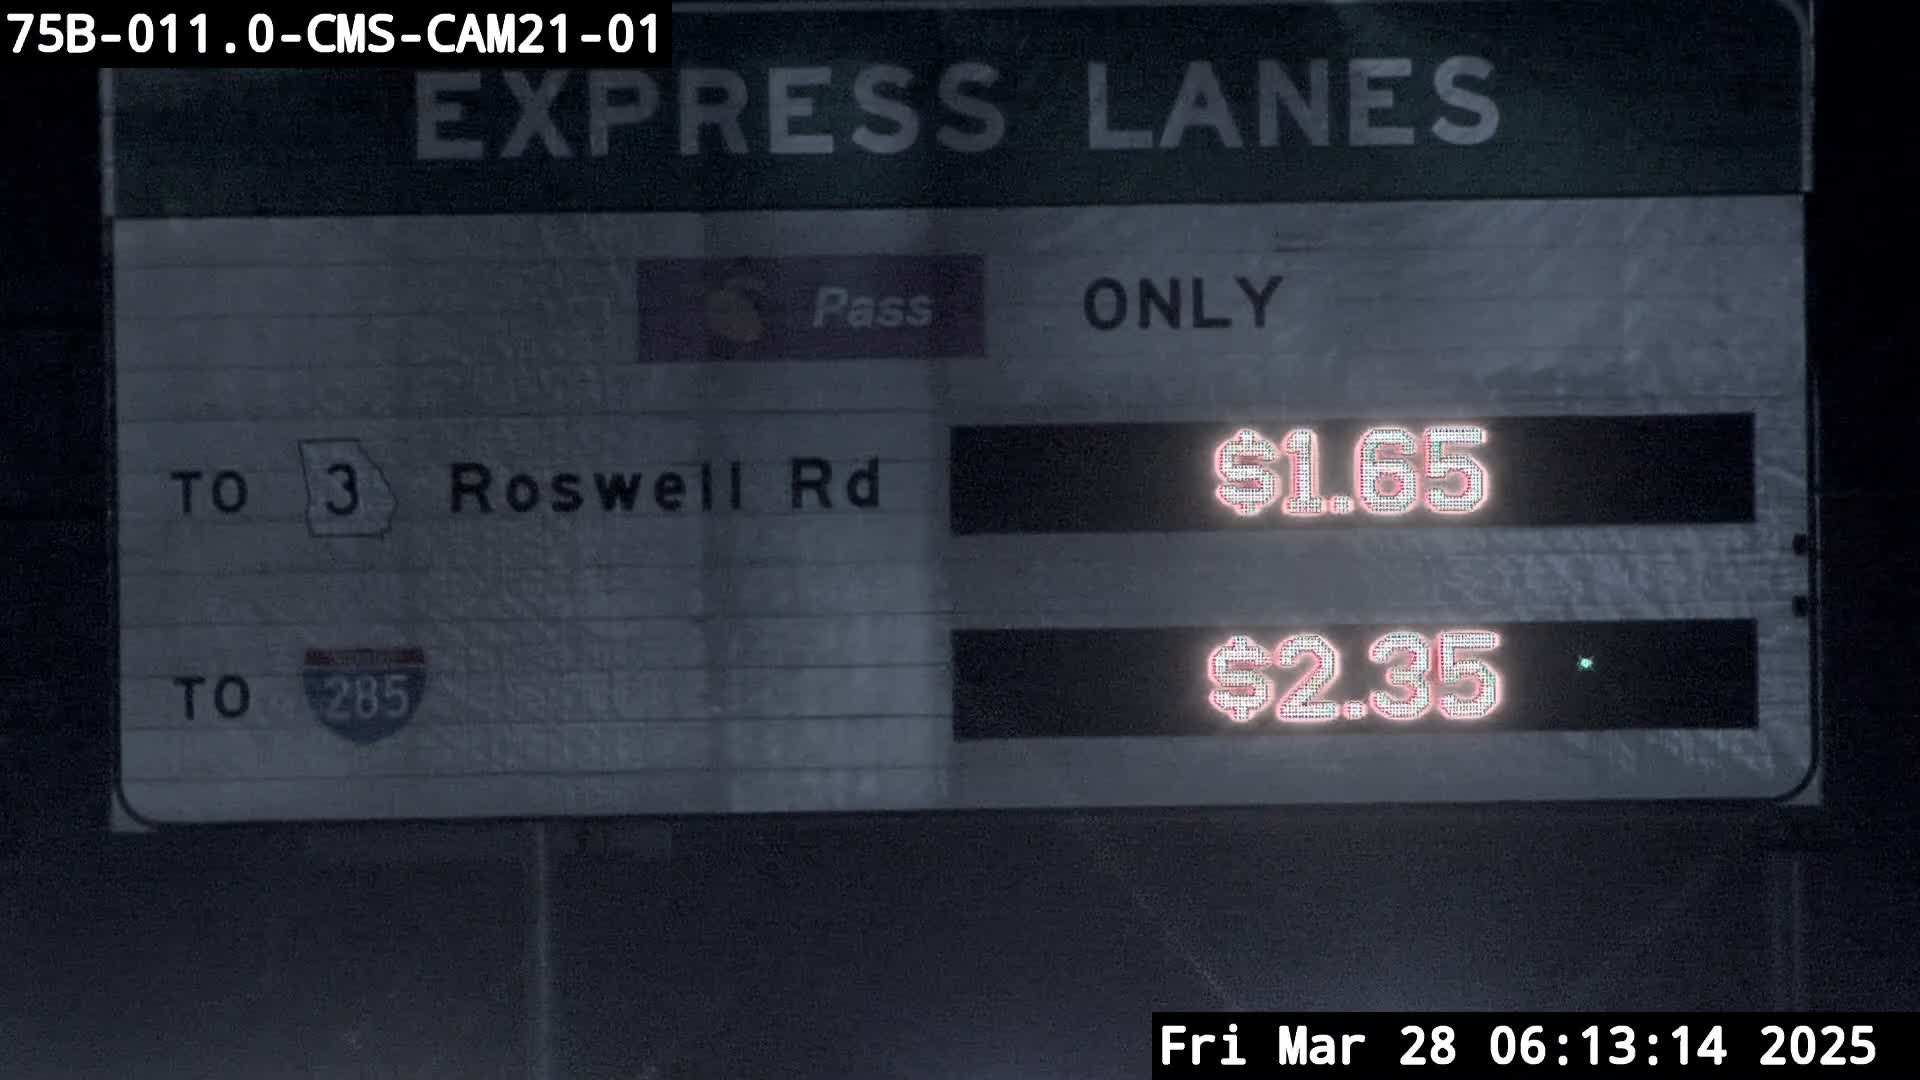 75B-011.0-CMS-CAM21-01
EXPRESS LANES
Pass ONLY
TO 3 Roswell Rd $1.65
TO 285 $2.35
Fri Mar 28 06:13:14 2025